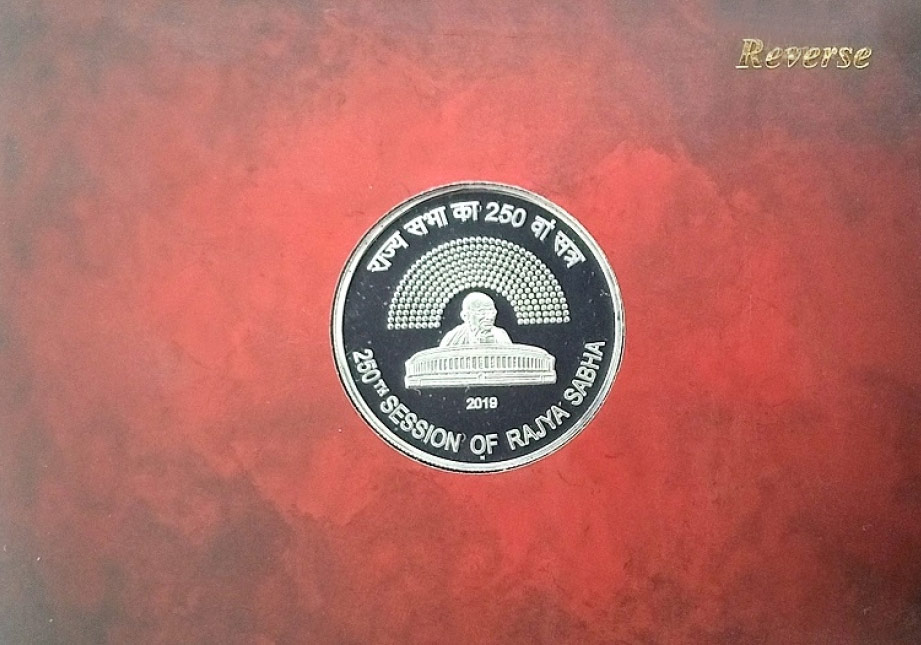 Reverse
राज्य सभा का 250 वां सत्र
2019
250TH SESSION OF RAJYA SABHA